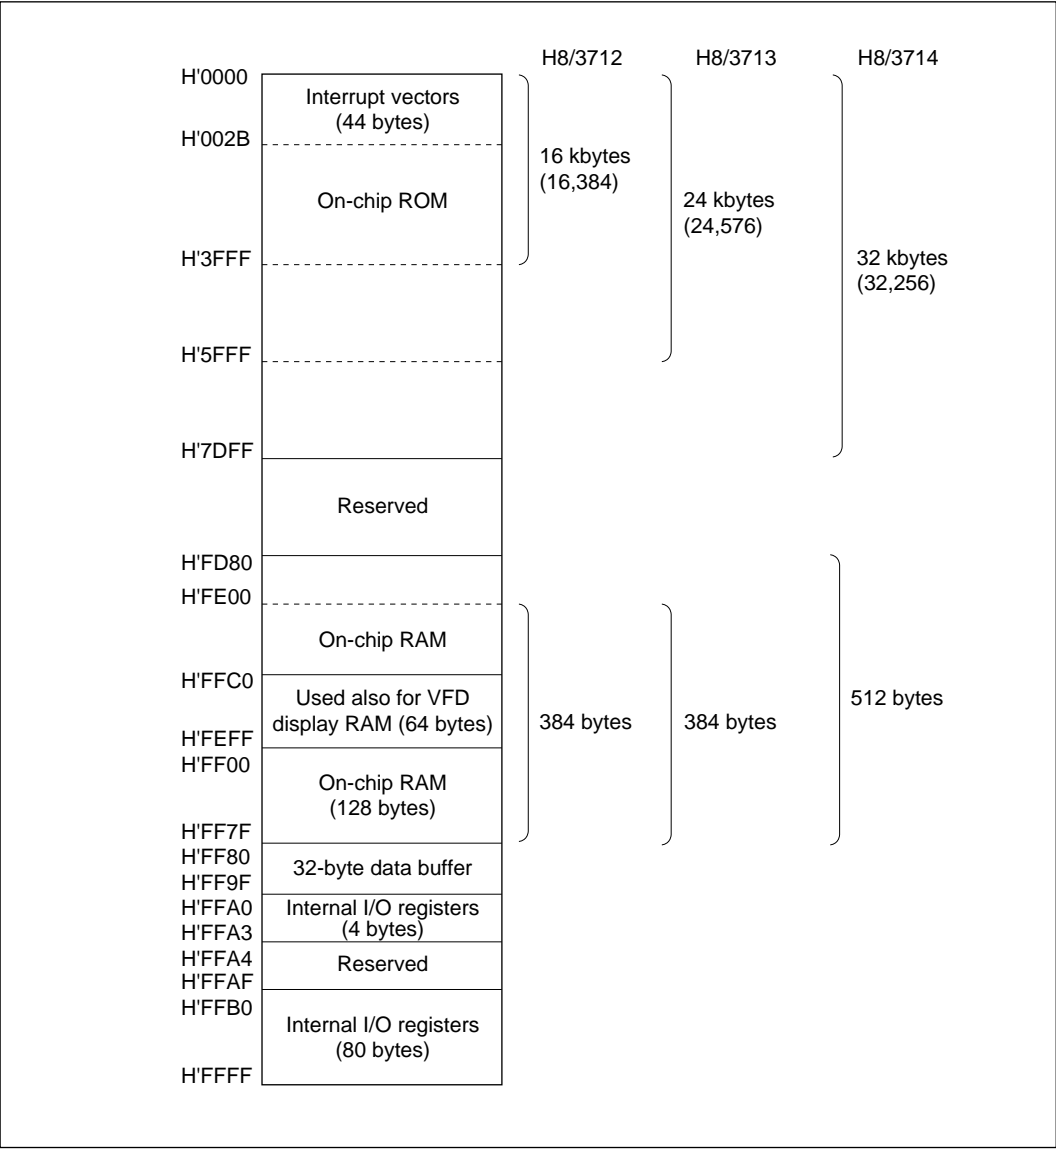 H8/3712 H8/3713 H8/3714
H'0000
Interrupt vectors
(44 bytes)
H'002B
16 kbytes
(16,384)
On-chip ROM
24 kbytes
(24,576)
H'3FFF
32 kbytes
(32,256)
H'5FFF
H'7DFF
Reserved
H'FD80
H'FE00
On-chip RAM
H'FFC0
Used also for VFD
display RAM (64 bytes)
512 bytes
384 bytes 384 bytes
H'FEFF
H'FF00
On-chip RAM
(128 bytes)
H'FF7F
H'FF80
32-byte data buffer
H'FF9F
H'FFA0
Internal I/O registers
(4 bytes)
H'FFA3
H'FFA4
Reserved
H'FFAF
H'FFB0
Internal I/O registers
(80 bytes)
H'FFFF